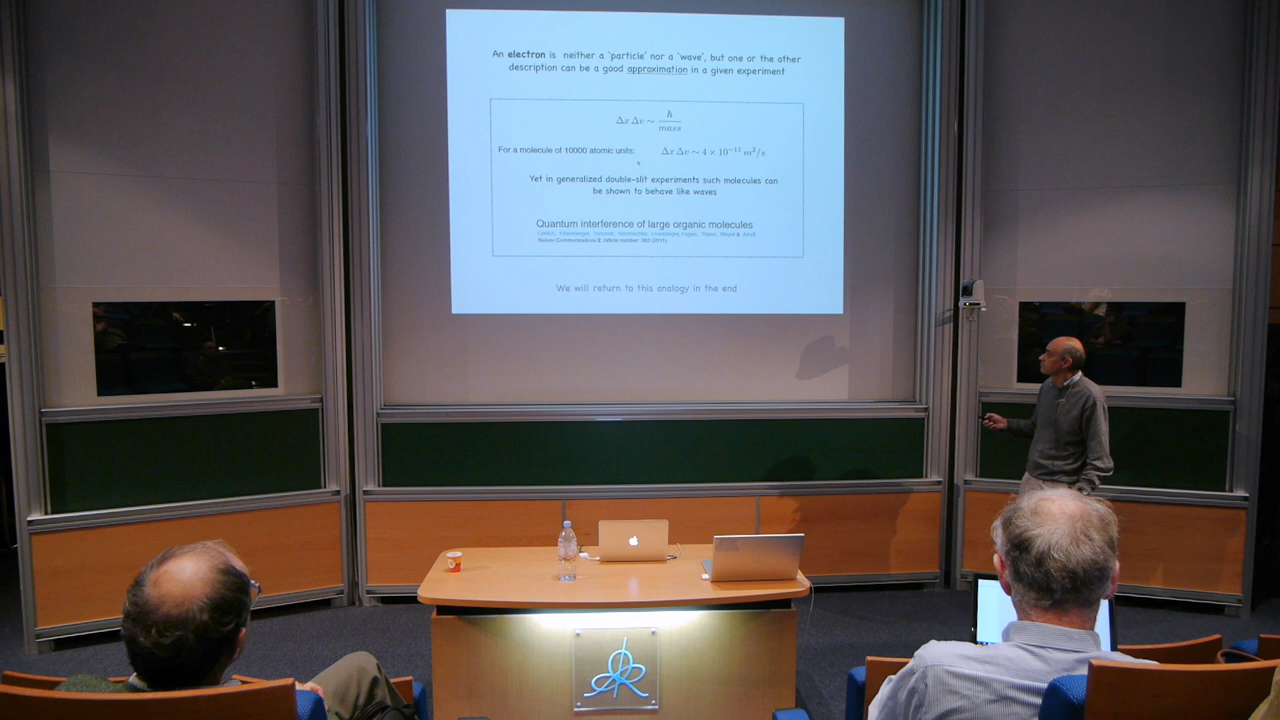 An electron is neither a 'particle' nor a 'wave', but one or the other
description can be a good approximation in a given experiment
Δx Δv ~ h / mass
For a molecule of 10000 atomic units: Δx Δv ~ 4 × 10⁻¹¹ m²/s
Yet in generalized double-slit experiments such molecules can
be shown to behave like waves
Quantum interference of large organic molecules
Nature Communications 2, Article number: 263 (2011)
We will return to this analogy in the end